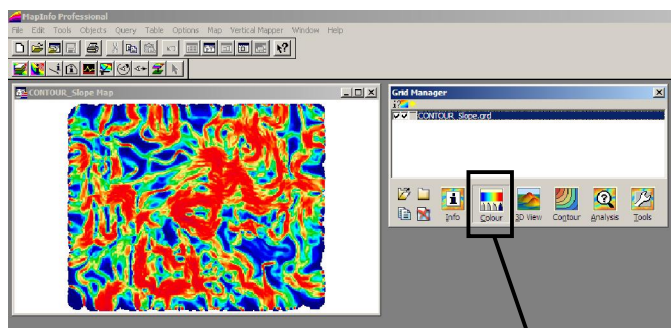 MapInfo Professional
File Edit Tools Objects Query Table Options Map Vertical Mapper Window Help
CONTOUR_Slope Map
Grid Manager
CONTOUR_Slope.grd
Info Colour 3D View Contour Analysis Tools